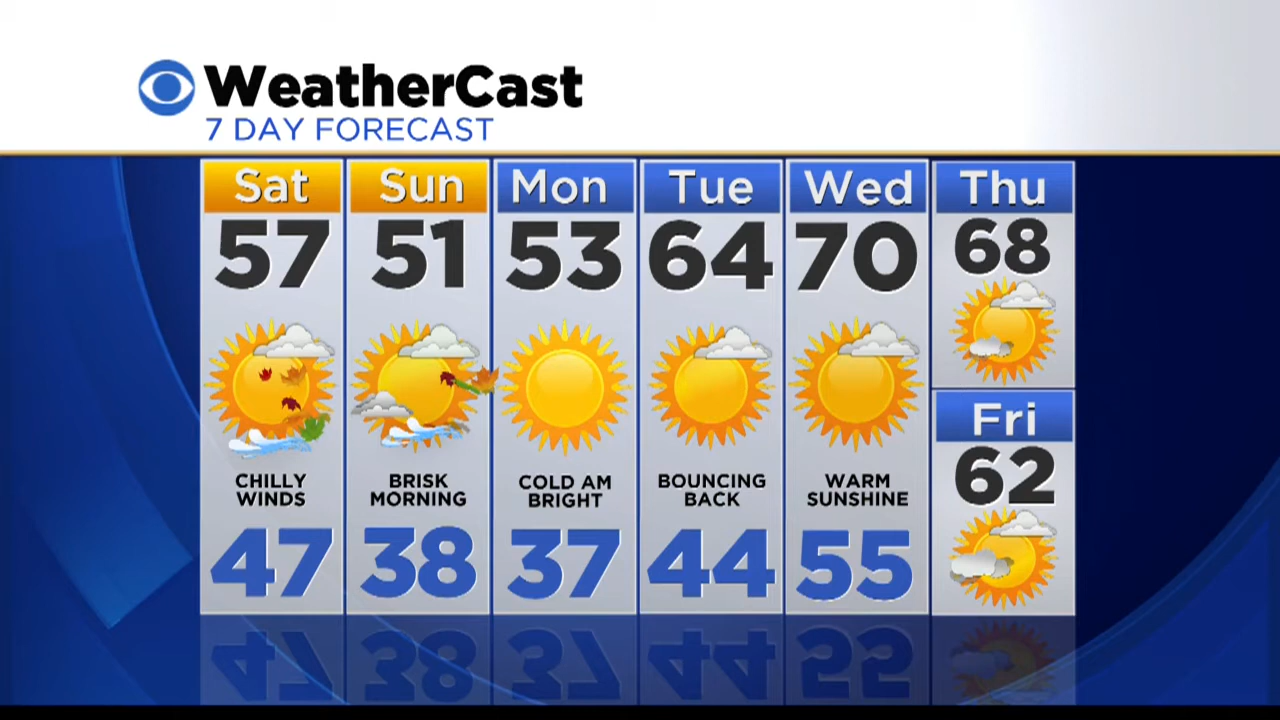 WeatherCast
7 DAY FORECAST
Sat
57
CHILLY
WINDS
47
Sun
51
BRISK
MORNING
38
Mon
53
COLD AM
BRIGHT
37
Tue
64
BOUNCING
BACK
44
Wed
70
WARM
SUNSHINE
55
Thu
68
Fri
62